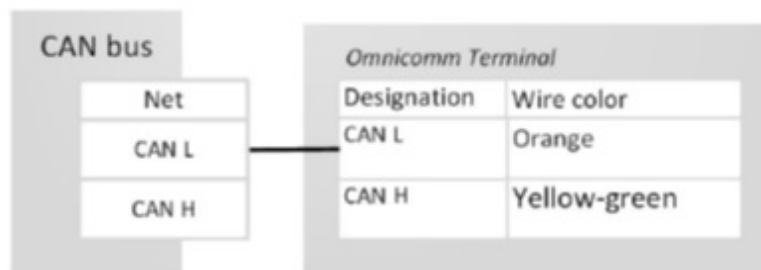 CAN bus
Omnicomm Terminal
Net
Designation Wire color
CAN L
CAN L Orange
CAN H
CAN H Yellow-green